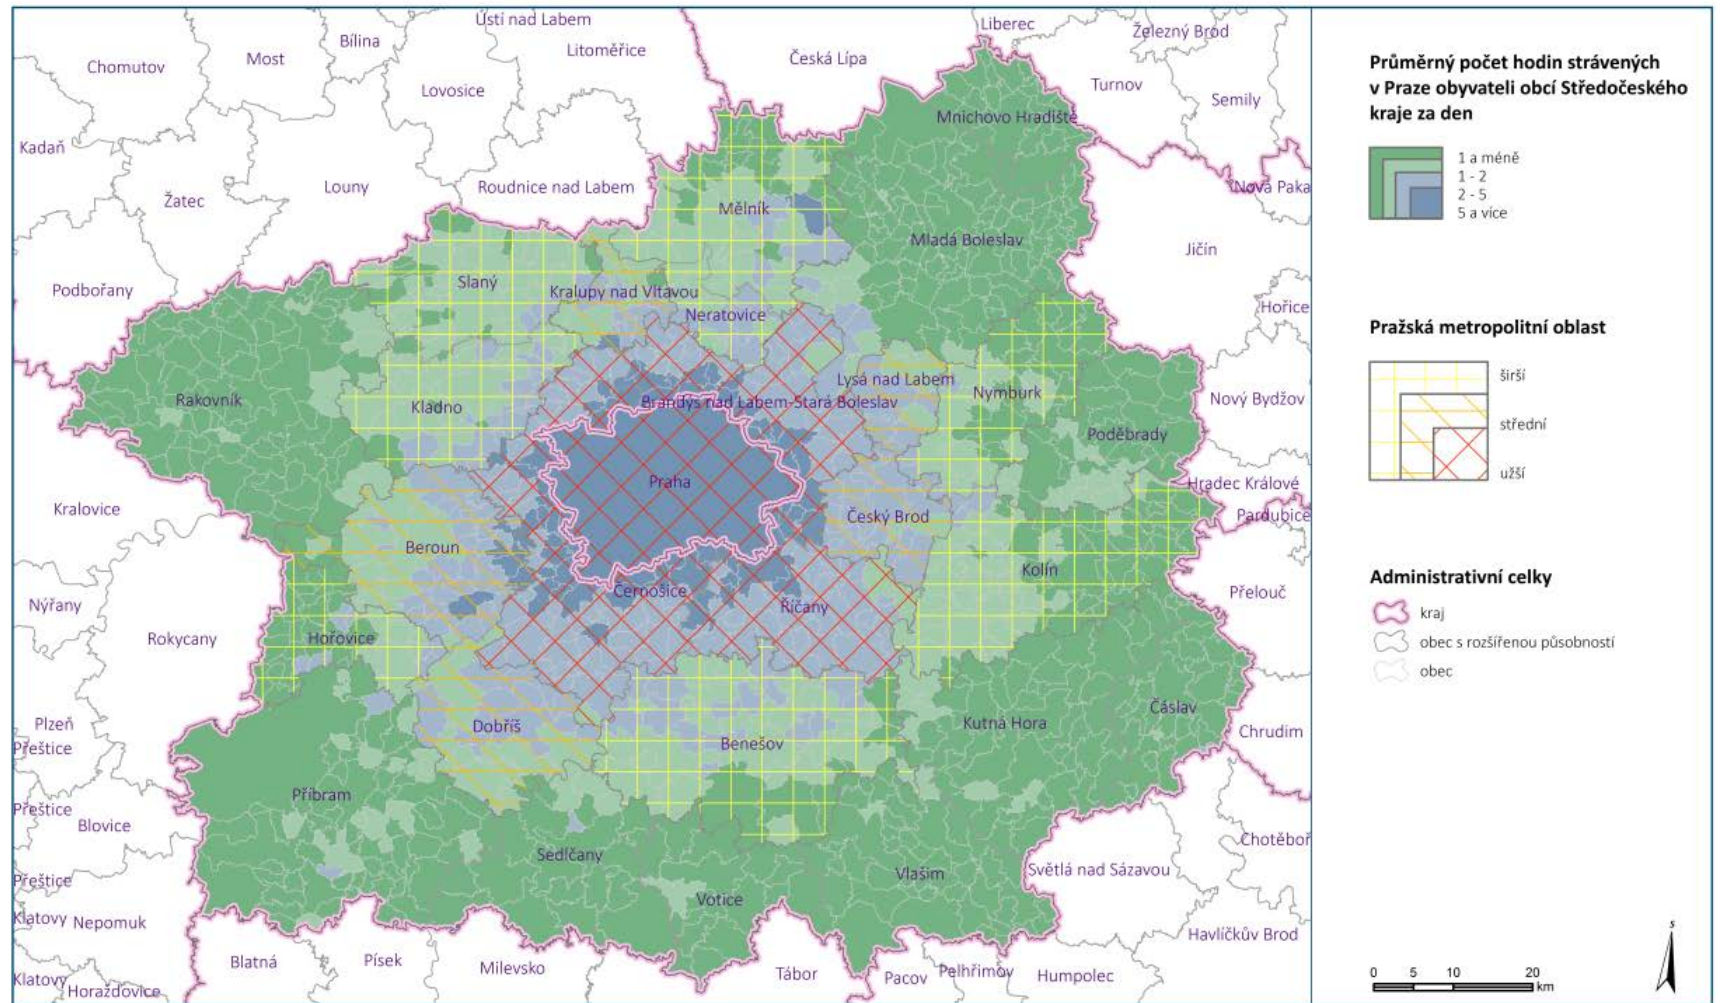 Ústí nad Labem
Liberec
Železný Brod
Bílina
Litoměřice
Most
Česká Lípa
Chomutov
Turnov
Lovosice
Semily
Mnichovo Hradiště
Kadaň
Louny
Roudnice nad Labem
Nová Paka
Žatec
Mělník
Mladá Boleslav
Jičín
Slaný
Podbořany
Kralupy nad Vltavou
Hořice
Neratovice
Lysá nad Labem
Nymburk
Rakovník
Kladno
Brandýs nad Labem-Stará Boleslav
Nový Bydžov
Poděbrady
Praha
Hradec Králové
Kralovice
Český Brod
Pardubice
Beroun
Kolín
Černošice
Říčany
Přelouč
Nýřany
Rokycany
Hořovice
Čáslav
Plzeň
Dobříš
Kutná Hora
Chrudim
Přeštice
Benešov
Příbram
Přeštice
Blovice
Chotěboř
Sedlčany
Světlá nad Sázavou
Vlašim
Přeštice
Votice
Klatovy
Nepomuk
Havlíčkův Brod
Blatná
Písek
Milevsko
Tábor
Pacov
Pelhřimov
Humpolec
Klatovy
Horažďovice
Průměrný počet hodin strávených
v Praze obyvateli obcí Středočeského
kraje za den
1 a méně
1 - 2
2 - 5
5 a více
Pražská metropolitní oblast
širší
střední
užší
Administrativní celky
kraj
obec s rozšířenou působností
obec
S
0 5 10 20
km